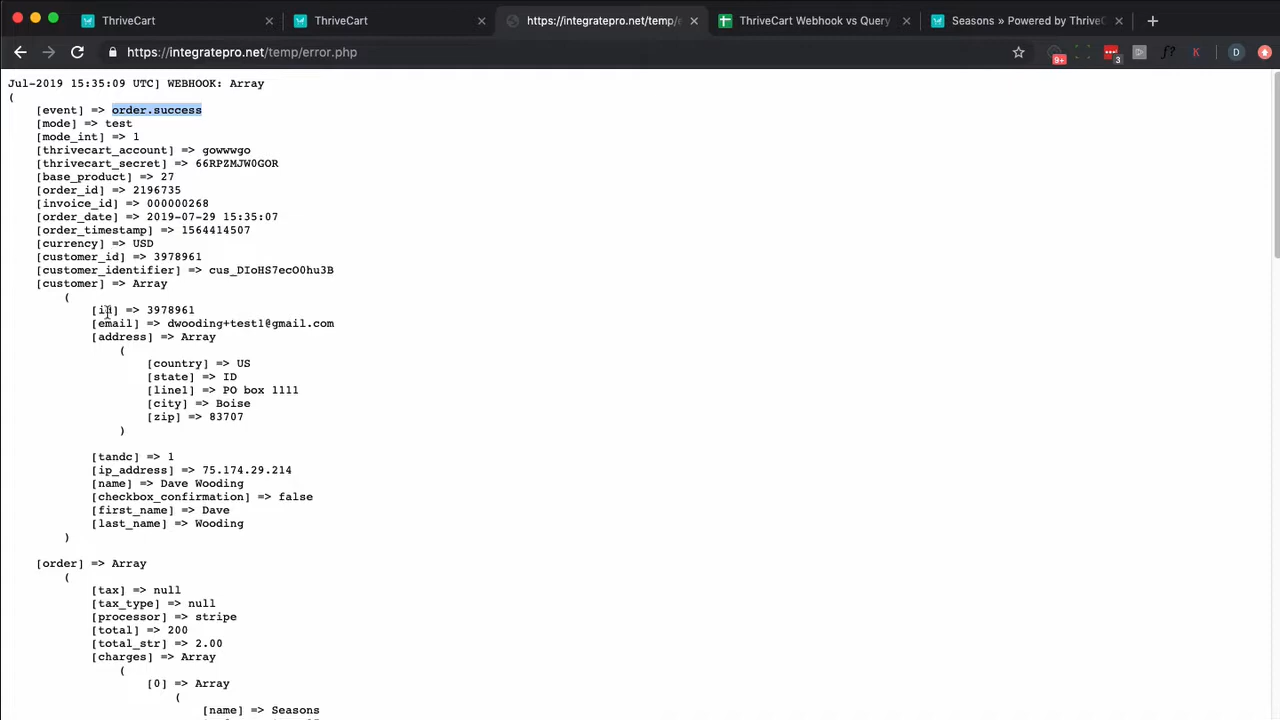 ThriveCart
ThriveCart
https://integratepro.net/temp/e
ThriveCart Webhook vs Query
Seasons » Powered by ThriveC
https://integratepro.net/temp/error.php
9+
3
f?
K
D
Jul-2019 15:35:09 UTC] WEBHOOK: Array
(
[event] => order.success
[mode] => test
[mode_int] => 1
[thrivecart_account] => gowwwgo
[thrivecart_secret] => 66RPZMJW0GOR
[base_product] => 27
[order_id] => 2196735
[invoice_id] => 000000268
[order_date] => 2019-07-29 15:35:07
[order_timestamp] => 1564414507
[currency] => USD
[customer_id] => 3978961
[customer_identifier] => cus_DIoHS7ecO0hu3B
[customer] => Array
(
[id] => 3978961
[email] => dwooding+test1@gmail.com
[address] => Array
(
[country] => US
[state] => ID
[line1] => PO box 1111
[city] => Boise
[zip] => 83707
)
[tandc] => 1
[ip_address] => 75.174.29.214
[name] => Dave Wooding
[checkbox_confirmation] => false
[first_name] => Dave
[last_name] => Wooding
)
[order] => Array
(
[tax] => null
[tax_type] => null
[processor] => stripe
[total] => 200
[total_str] => 2.00
[charges] => Array
(
[0] => Array
(
[name] => Seasons